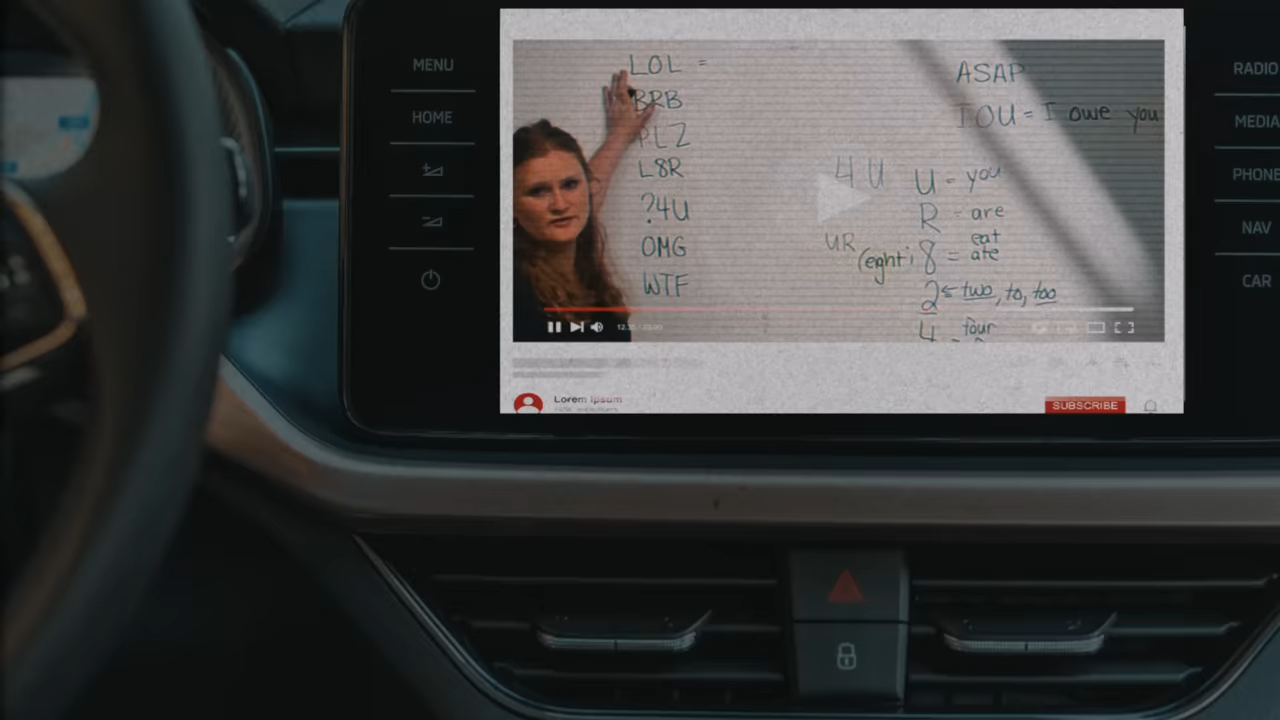 MENU
HOME
RADIO
MEDIA
PHONE
NAV
CAR
LOL =
BRB
PLZ
L8R
?4U
OMG
WTF
ASAP
IOU = I owe you
4U
U = you
R = are
UR
(eight) 8 = eat
ate
2 ← two, to, too
4 four
Lorem Ipsum
SUBSCRIBE